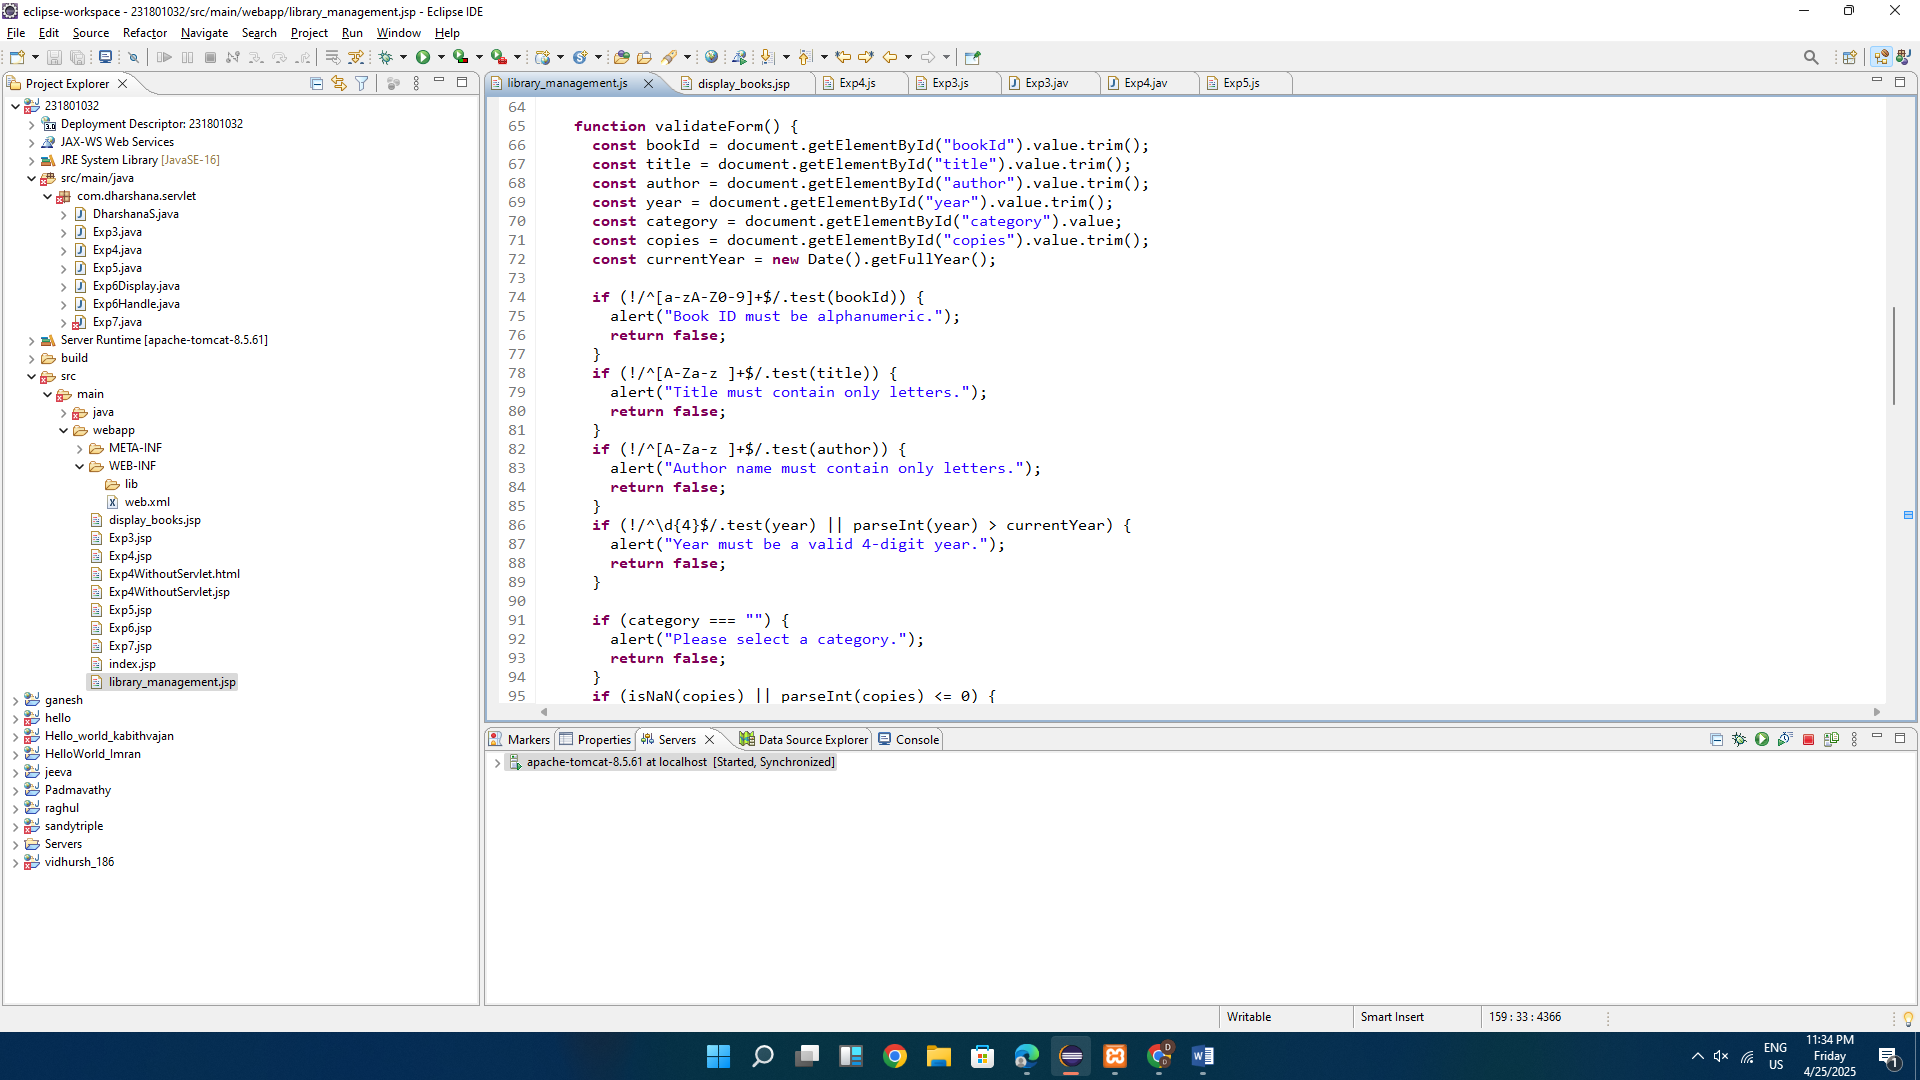 eclipse-workspace - 231801032/src/main/webapp/library_management.jsp - Eclipse IDE
File Edit Source Refactor Navigate Search Project Run Window Help
Project Explorer
231801032
Deployment Descriptor: 231801032
JAX-WS Web Services
JRE System Library [JavaSE-16]
src/main/java
com.dharshana.servlet
DharshanaS.java
Exp3.java
Exp4.java
Exp5.java
Exp6Display.java
Exp6Handle.java
Exp7.java
Server Runtime [apache-tomcat-8.5.61]
build
src
main
java
webapp
META-INF
WEB-INF
lib
web.xml
display_books.jsp
Exp3.jsp
Exp4.jsp
Exp4WithoutServlet.html
Exp4WithoutServlet.jsp
Exp5.jsp
Exp6.jsp
Exp7.jsp
index.jsp
library_management.jsp
ganesh
hello
Hello_world_kabithvajan
HelloWorld_Imran
jeeva
Padmavathy
raghul
sandytriple
Servers
vidhursh_186
library_management.js display_books.jsp Exp4.js Exp3.js Exp3.jav Exp4.jav Exp5.js
64
65 function validateForm() {
66 const bookId = document.getElementById("bookId").value.trim();
67 const title = document.getElementById("title").value.trim();
68 const author = document.getElementById("author").value.trim();
69 const year = document.getElementById("year").value.trim();
70 const category = document.getElementById("category").value;
71 const copies = document.getElementById("copies").value.trim();
72 const currentYear = new Date().getFullYear();
73
74 if (!/^[a-zA-Z0-9]+$/.test(bookId)) {
75 alert("Book ID must be alphanumeric.");
76 return false;
77 }
78 if (!/^[A-Za-z ]+$/.test(title)) {
79 alert("Title must contain only letters.");
80 return false;
81 }
82 if (!/^[A-Za-z ]+$/.test(author)) {
83 alert("Author name must contain only letters.");
84 return false;
85 }
86 if (!/^\d{4}$/.test(year) || parseInt(year) > currentYear) {
87 alert("Year must be a valid 4-digit year.");
88 return false;
89 }
90
91 if (category === "") {
92 alert("Please select a category.");
93 return false;
94 }
95 if (isNaN(copies) || parseInt(copies) <= 0) {
Markers Properties Servers Data Source Explorer Console
apache-tomcat-8.5.61 at localhost [Started, Synchronized]
Writable Smart Insert 159 : 33 : 4366
ENG
US
11:34 PM
Friday
4/25/2025
1